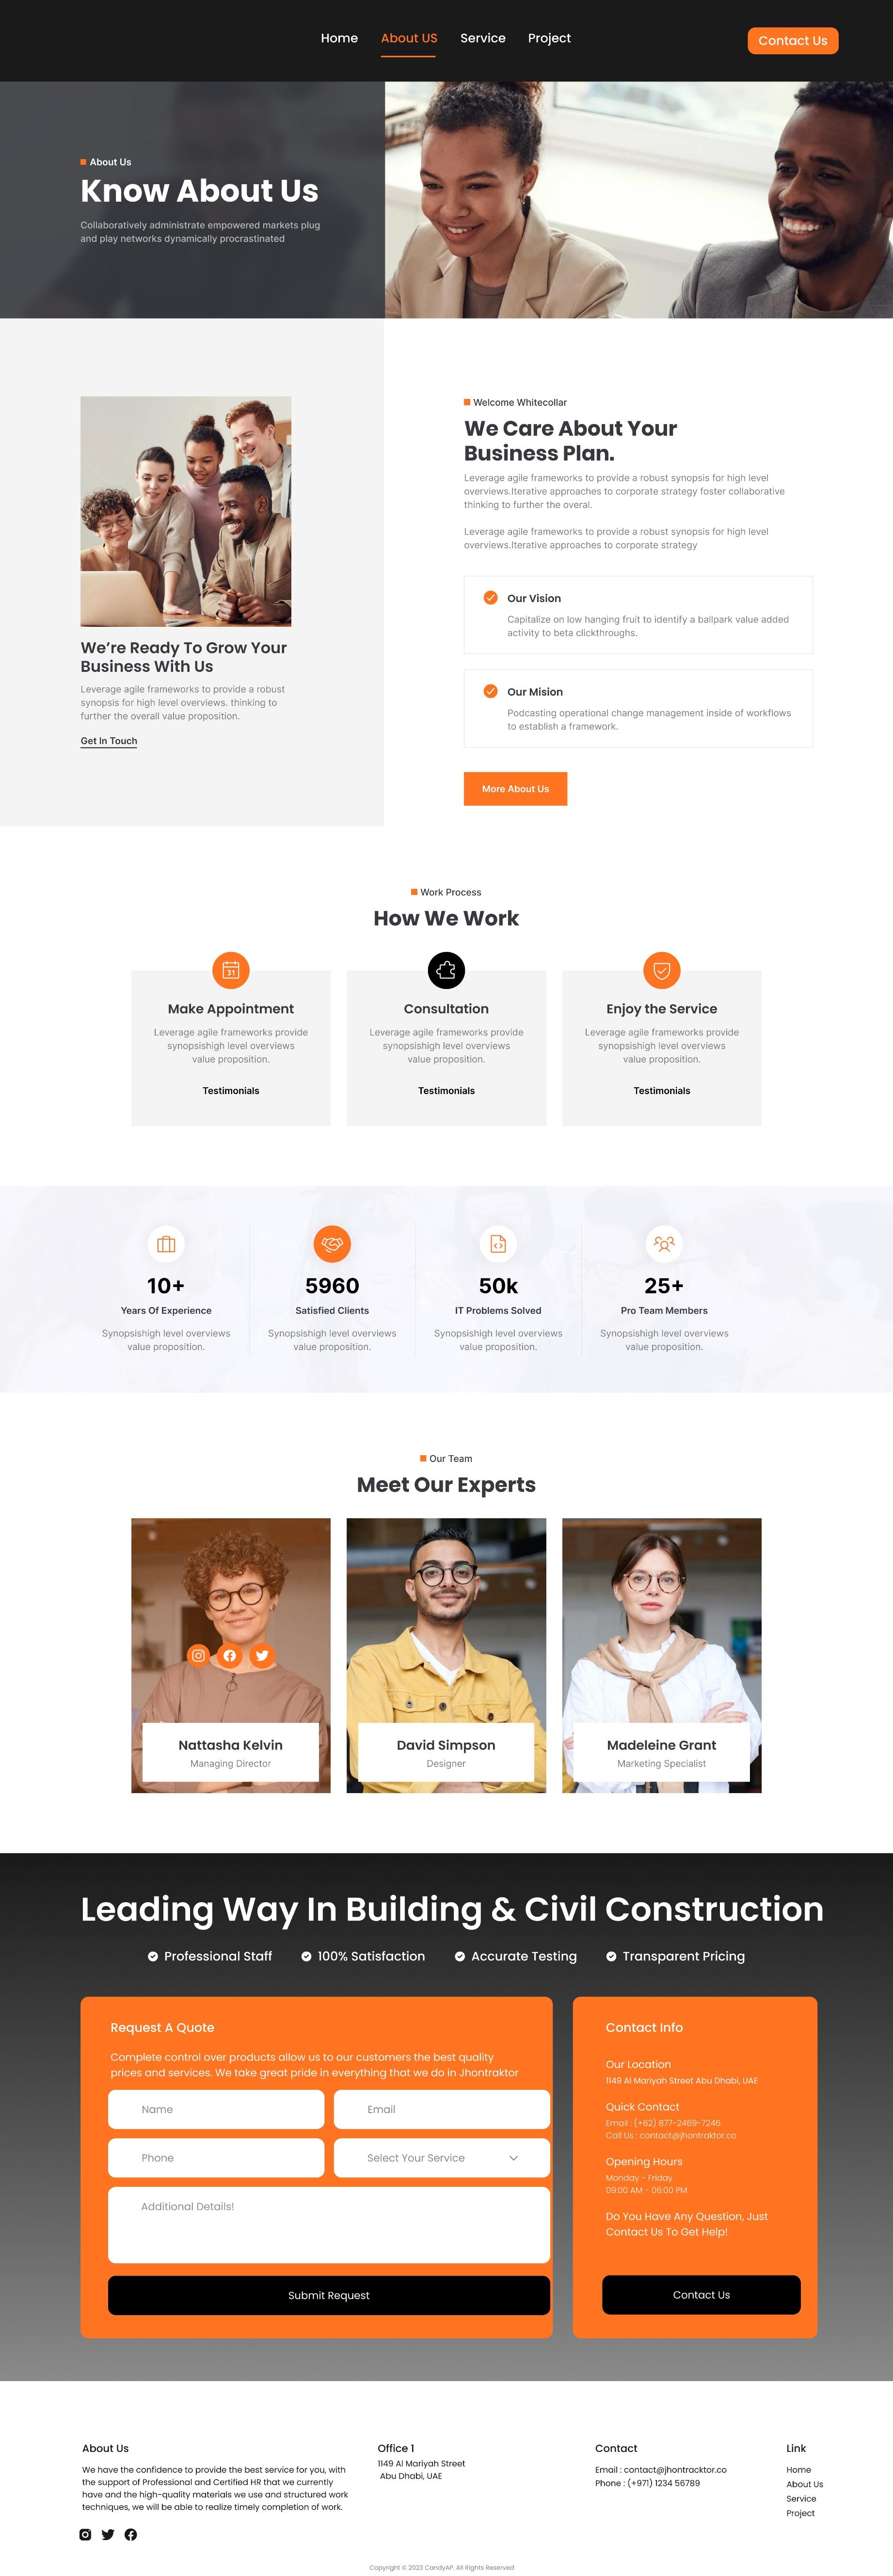 Home
About US
Service
Project
Contact Us
About Us
Know About Us
Collaboratively administrate empowered markets plug
and play networks dynamically procrastinated
We’re Ready To Grow Your
Business With Us
Leverage agile frameworks to provide a robust
synopsis for high level overviews. thinking to
further the overall value proposition.
Get In Touch
Welcome Whitecollar
We Care About Your
Business Plan.
Leverage agile frameworks to provide a robust synopsis for high level
overviews.Iterative approaches to corporate strategy foster collaborative
thinking to further the overal.
Leverage agile frameworks to provide a robust synopsis for high level
overviews.Iterative approaches to corporate strategy
Our Vision
Capitalize on low hanging fruit to identify a ballpark value added
activity to beta clickthroughs.
Our Mision
Podcasting operational change management inside of workflows
to establish a framework.
More About Us
Work Process
How We Work
31
Make Appointment
Leverage agile frameworks provide
synopsishigh level overviews
value proposition.
Testimonials
Consultation
Leverage agile frameworks provide
synopsishigh level overviews
value proposition.
Testimonials
Enjoy the Service
Leverage agile frameworks provide
synopsishigh level overviews
value proposition.
Testimonials
10+
Years Of Experience
Synopsishigh level overviews
value proposition.
5960
Satisfied Clients
Synopsishigh level overviews
value proposition.
50k
IT Problems Solved
Synopsishigh level overviews
value proposition.
25+
Pro Team Members
Synopsishigh level overviews
value proposition.
Our Team
Meet Our Experts
Nattasha Kelvin
Managing Director
David Simpson
Designer
Madeleine Grant
Marketing Specialist
Leading Way In Building & Civil Construction
Professional Staff
100% Satisfaction
Accurate Testing
Transparent Pricing
Request A Quote
Complete control over products allow us to our customers the best quality
prices and services. We take great pride in everything that we do in Jhontraktor
Name
Email
Phone
Select Your Service
Additional Details!
Submit Request
Contact Info
Our Location
1149 Al Mariyah Street Abu Dhabi, UAE
Quick Contact
Email : (+62) 877-2469-7246
Call Us : contact@jhontraktor.co
Opening Hours
Monday - Friday
09:00 AM - 06:00 PM
Do You Have Any Question, Just
Contact Us To Get Help!
Contact Us
About Us
We have the confidence to provide the best service for you, with
the support of Professional and Certified HR that we currently
have and the high-quality materials we use and structured work
techniques, we will be able to realize timely completion of work.
Office 1
1149 Al Mariyah Street
Abu Dhabi, UAE
Contact
Email : contact@jhontracktor.co
Phone : (+971) 1234 56789
Link
Home
About Us
Service
Project
Copyright © 2023 CandyAP. All Rights Reserved